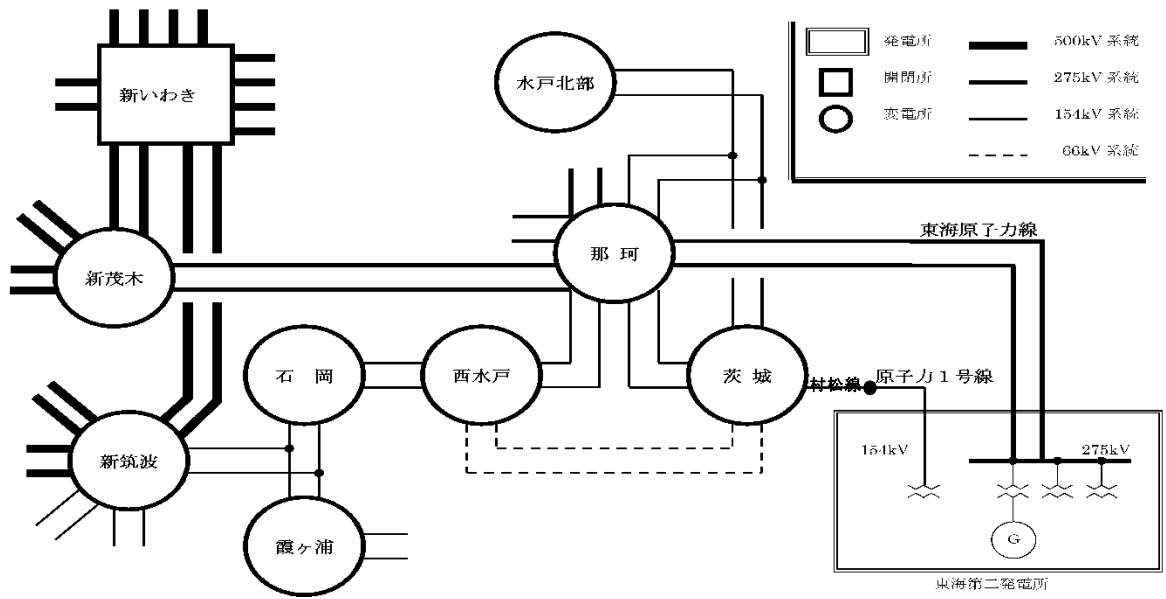 発電所
500kV 系統
開閉所
275kV 系統
変電所
154kV 系統
66kV 系統
新いわき
水戸北部
東海原子力線
那珂
新茂木
石岡
西水戸
茨城
村松線
原子力1号線
新筑波
154kV
275kV
G
霞ヶ浦
東海第二発電所